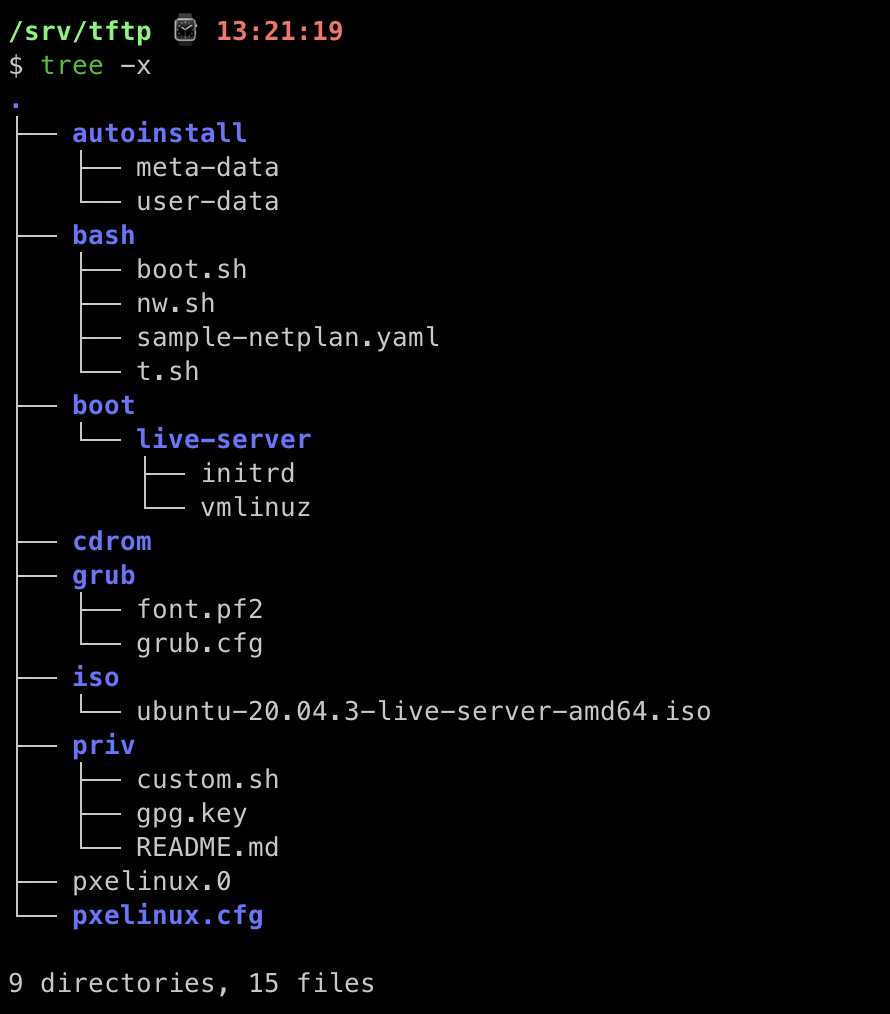 /srv/tftp ⌚ 13:21:19
$ tree -x
.
├── autoinstall
│   ├── meta-data
│   └── user-data
├── bash
│   ├── boot.sh
│   ├── nw.sh
│   ├── sample-netplan.yaml
│   └── t.sh
├── boot
│   └── live-server
│       ├── initrd
│       └── vmlinuz
├── cdrom
├── grub
│   ├── font.pf2
│   └── grub.cfg
├── iso
│   └── ubuntu-20.04.3-live-server-amd64.iso
├── priv
│   ├── custom.sh
│   ├── gpg.key
│   └── README.md
├── pxelinux.0
└── pxelinux.cfg

9 directories, 15 files